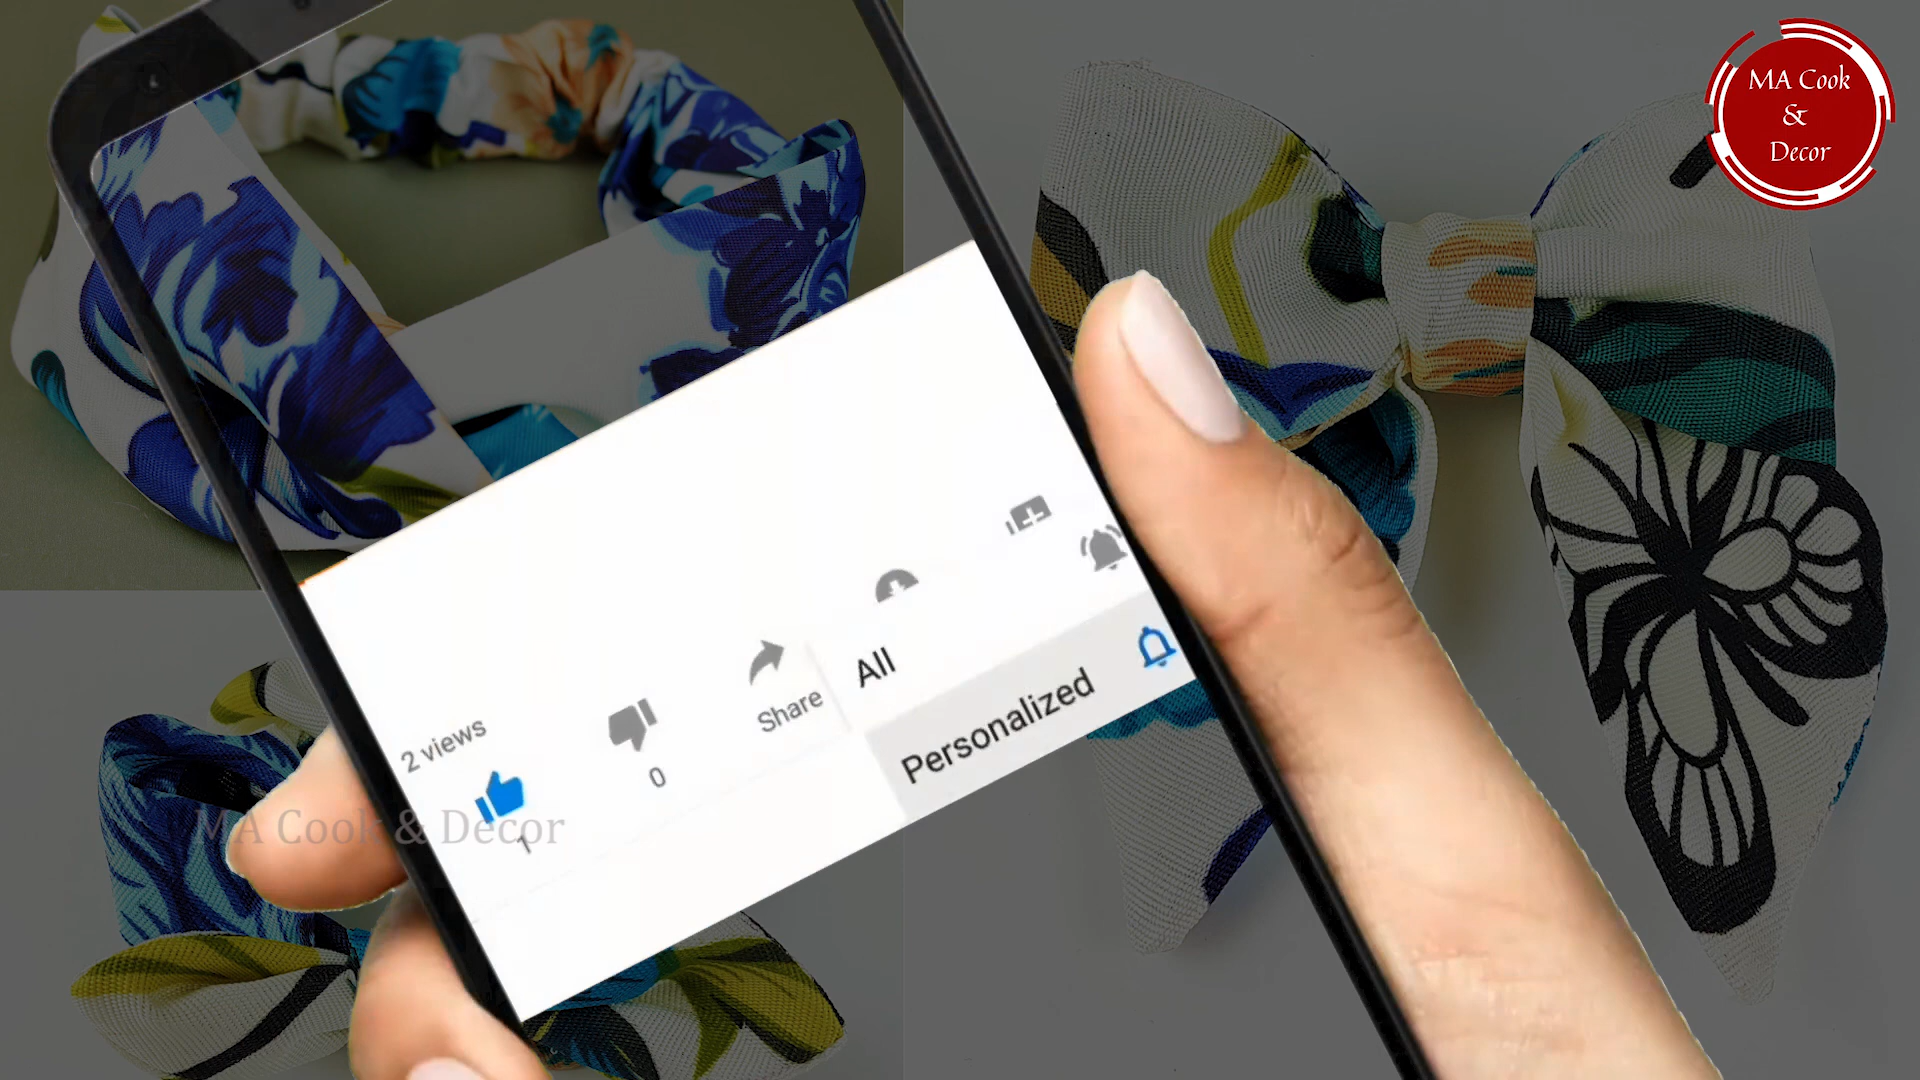 MA Cook
&
Decor
All
Personalized
Share
2 views
0
1
MA Cook & Decor